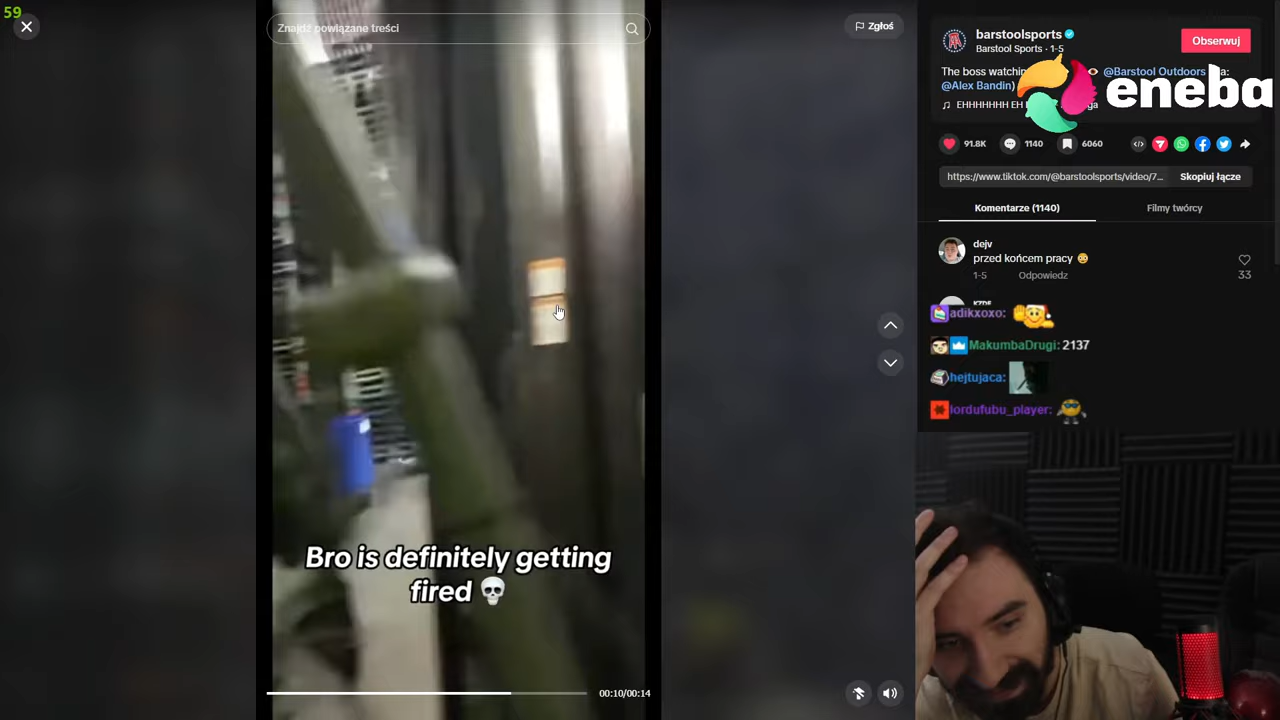 59
Znajdź powiązane treści
Zgłoś
barstoolsports
Barstool Sports · 1-5
Obserwuj
The boss watchin
@Barstool Outdoors
@Alex Bandin)
EHHHHHHH EH
eneba
91.8K
1140
6060
https://www.tiktok.com/@barstoolsports/video/7...
Skopiuj łącze
Komentarze (1140)
Filmy twórcy
dejv
przed końcem pracy 😳
1-5
Odpowiedz
33
adikxoxo:
MakumbaDrugi: 2137
hejtujaca:
lordufubu_player:
Bro is definitely getting
fired 💀
00:10/00:14